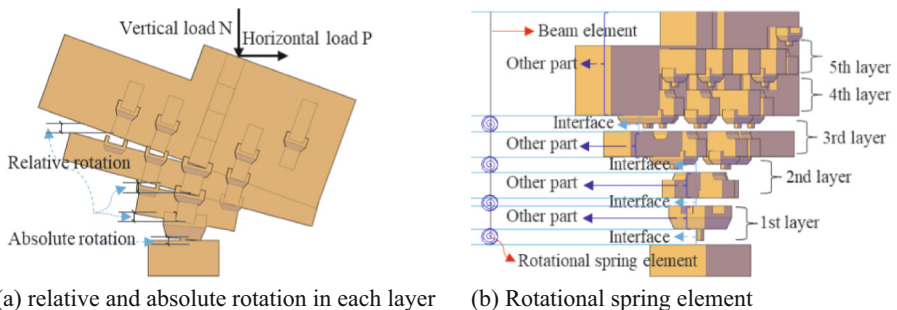 Vertical load N
Horizontal load P
Relative rotation
Absolute rotation
(a) relative and absolute rotation in each layer
Beam element
Other part
5th layer
4th layer
Interface
3rd layer
Other part
Interface
2nd layer
Other part
Interface
Other part
1st layer
Interface
Rotational spring element
(b) Rotational spring element